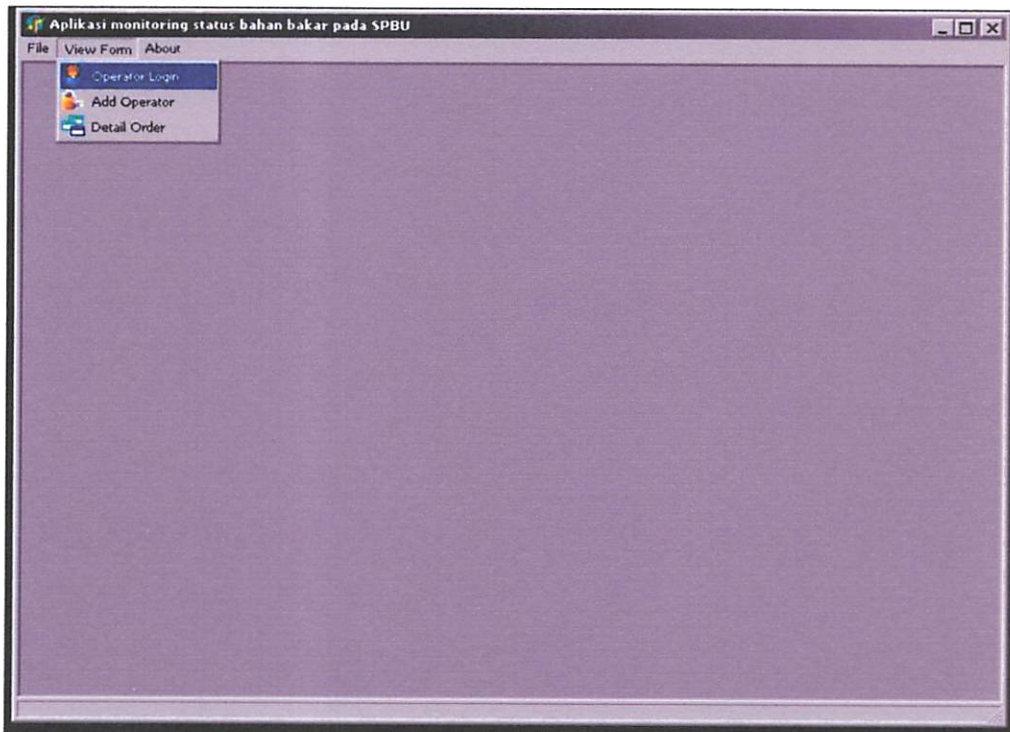 Aplikasi monitoring status bahan bakar pada SPBU
File View Form About
Operator Login
Add Operator
Detail Order